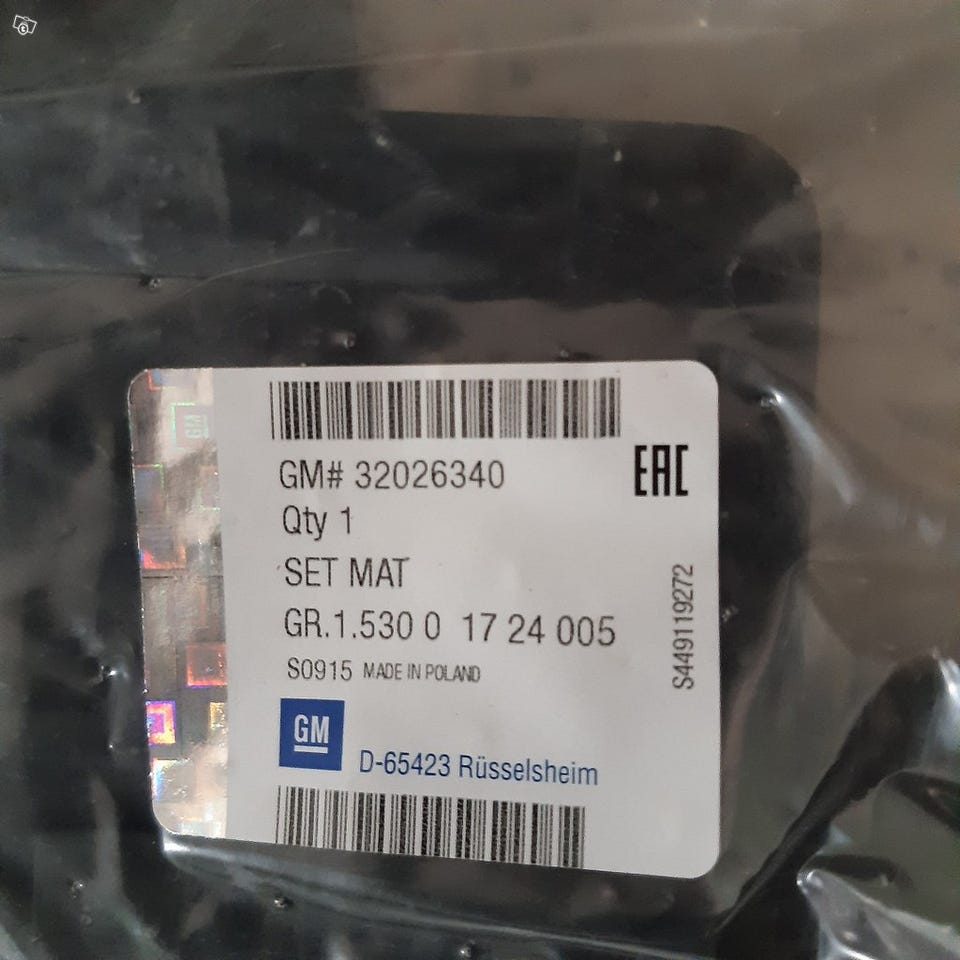 GM
GM# 32026340
EAC
Qty 1
SET MAT
GR.1.530 0 17 24 005
S0915 MADE IN POLAND
S449119272
GM
D-65423 Rüsselsheim